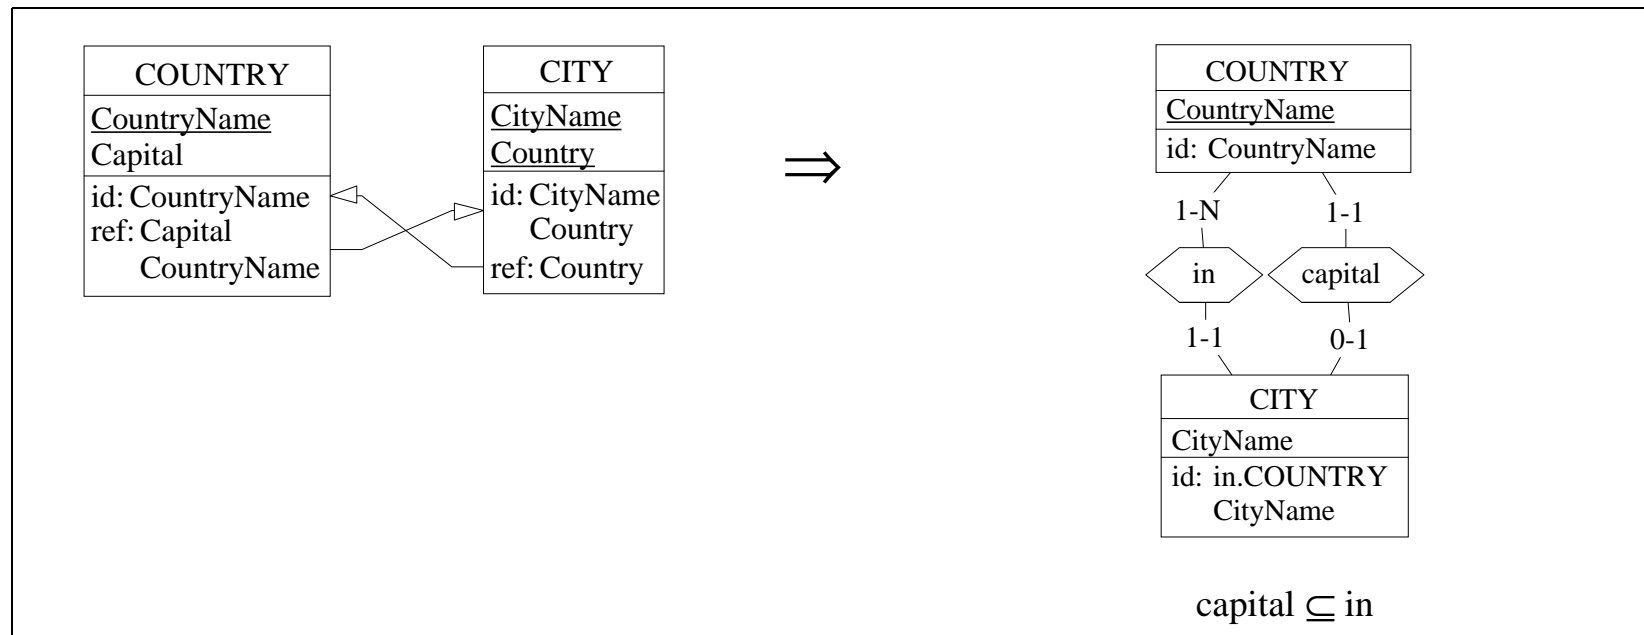 COUNTRY
CountryName
Capital
id: CountryName
ref: Capital
CountryName
CITY
CityName
Country
id: CityName
Country
ref: Country
⇒
COUNTRY
CountryName
id: CountryName
1-N
1-1
in
capital
1-1
0-1
CITY
CityName
id: in.COUNTRY
CityName
capital ⊆ in